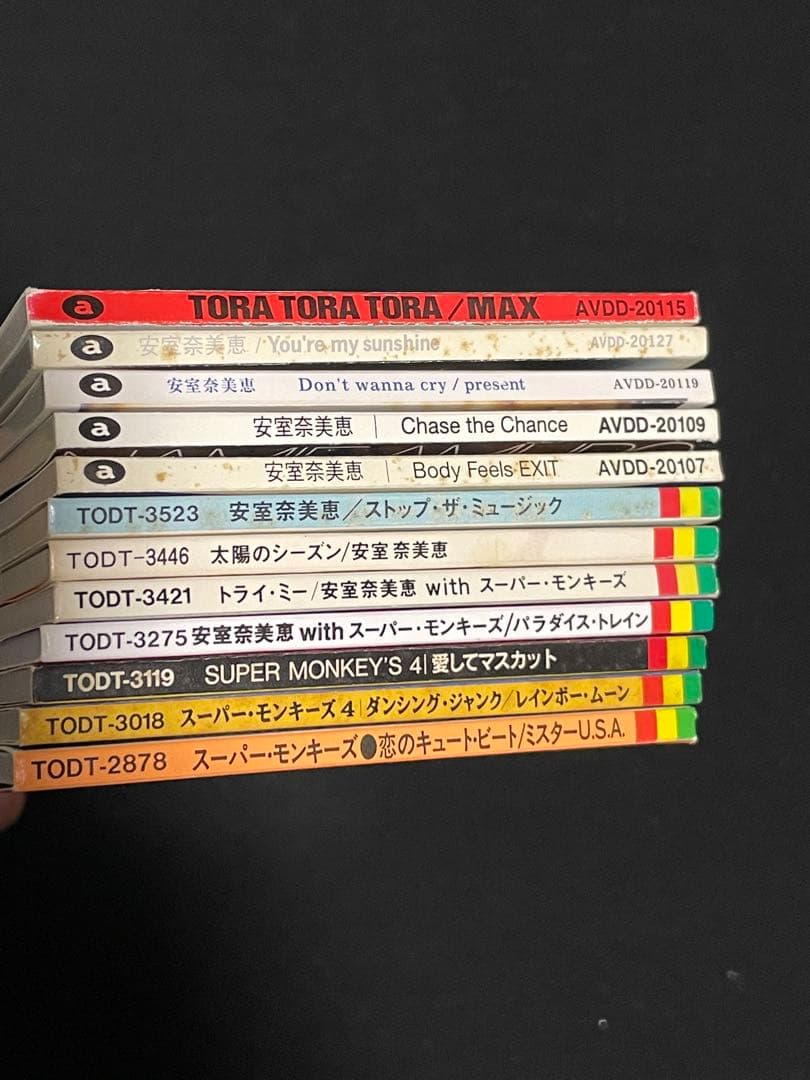 a TORA TORA TORA /MAX AVDD-20115
a 安室奈美恵 / You're my sunshine AVDD-20127
a 安室奈美恵 Don't wanna cry / present AVDD-20119
a 安室奈美恵 | Chase the Chance AVDD-20109
a 安室奈美恵 | Body Feels EXIT AVDD-20107
TODT-3523 安室奈美恵/ストップ・ザ・ミュージック
TODT-3446 太陽のシーズン/安室奈美恵
TODT-3421 トライ・ミー/安室奈美恵 with スーパー・モンキーズ
TODT-3275 安室奈美恵 with スーパー・モンキーズ/パラダイス・トレイン
TODT-3119 SUPER MONKEY'S 4|愛してマスカット
TODT-3018 スーパー・モンキーズ4|ダンシング・ジャンク/レインボー・ムーン
TODT-2878 スーパー・モンキーズ●恋のキュート・ビート/ミスターU.S.A.